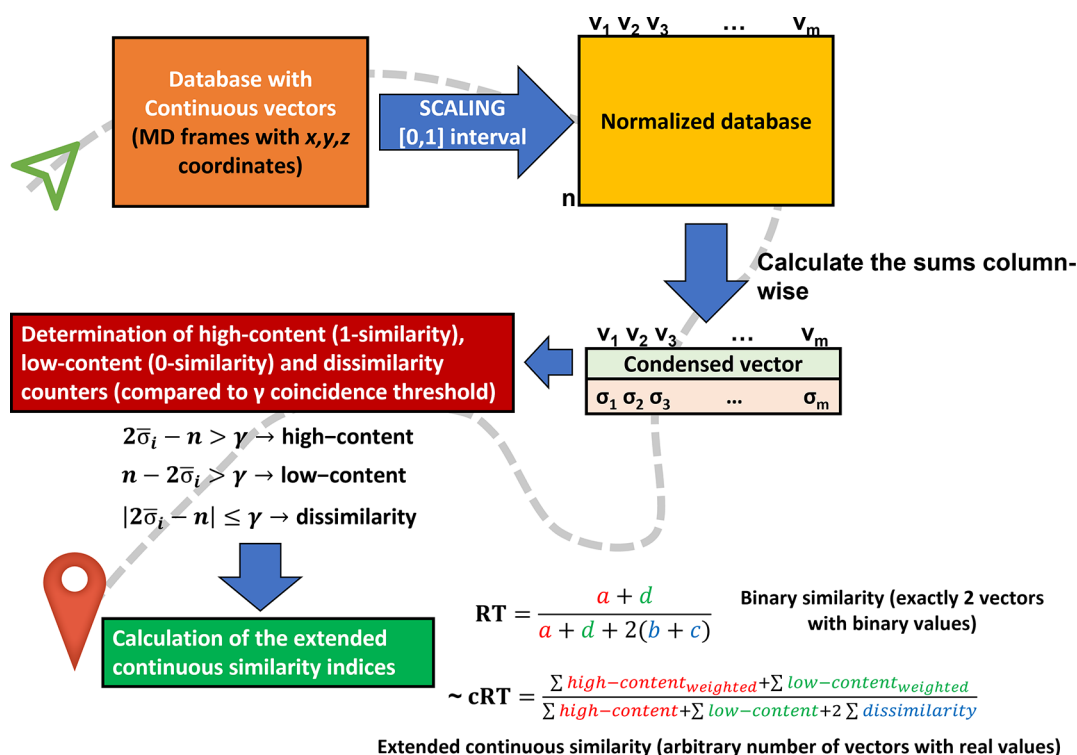 Database with
Continuous vectors
(MD frames with x,y,z
coordinates)
SCALING
[0,1] interval
v₁ v₂ v₃ ... vₘ
Normalized database
n
Calculate the sums column-
wise
v₁ v₂ v₃ ... vₘ
Condensed vector
σ₁ σ₂ σ₃ ... σₘ
Determination of high-content (1-similarity),
low-content (0-similarity) and dissimilarity
counters (compared to γ coincidence threshold)
2σ̅ᵢ − n > γ → high−content
n − 2σ̅ᵢ > γ → low−content
|2σ̅ᵢ − n| ≤ γ → dissimilarity
Calculation of the extended
continuous similarity indices
a + d
RT =
a + d + 2(b + c)
Binary similarity (exactly 2 vectors
with binary values)
∑ high−content_weighted+∑ low−content_weighted
~ cRT =
∑ high−content+∑ low−content+2 ∑ dissimilarity
Extended continuous similarity (arbitrary number of vectors with real values)